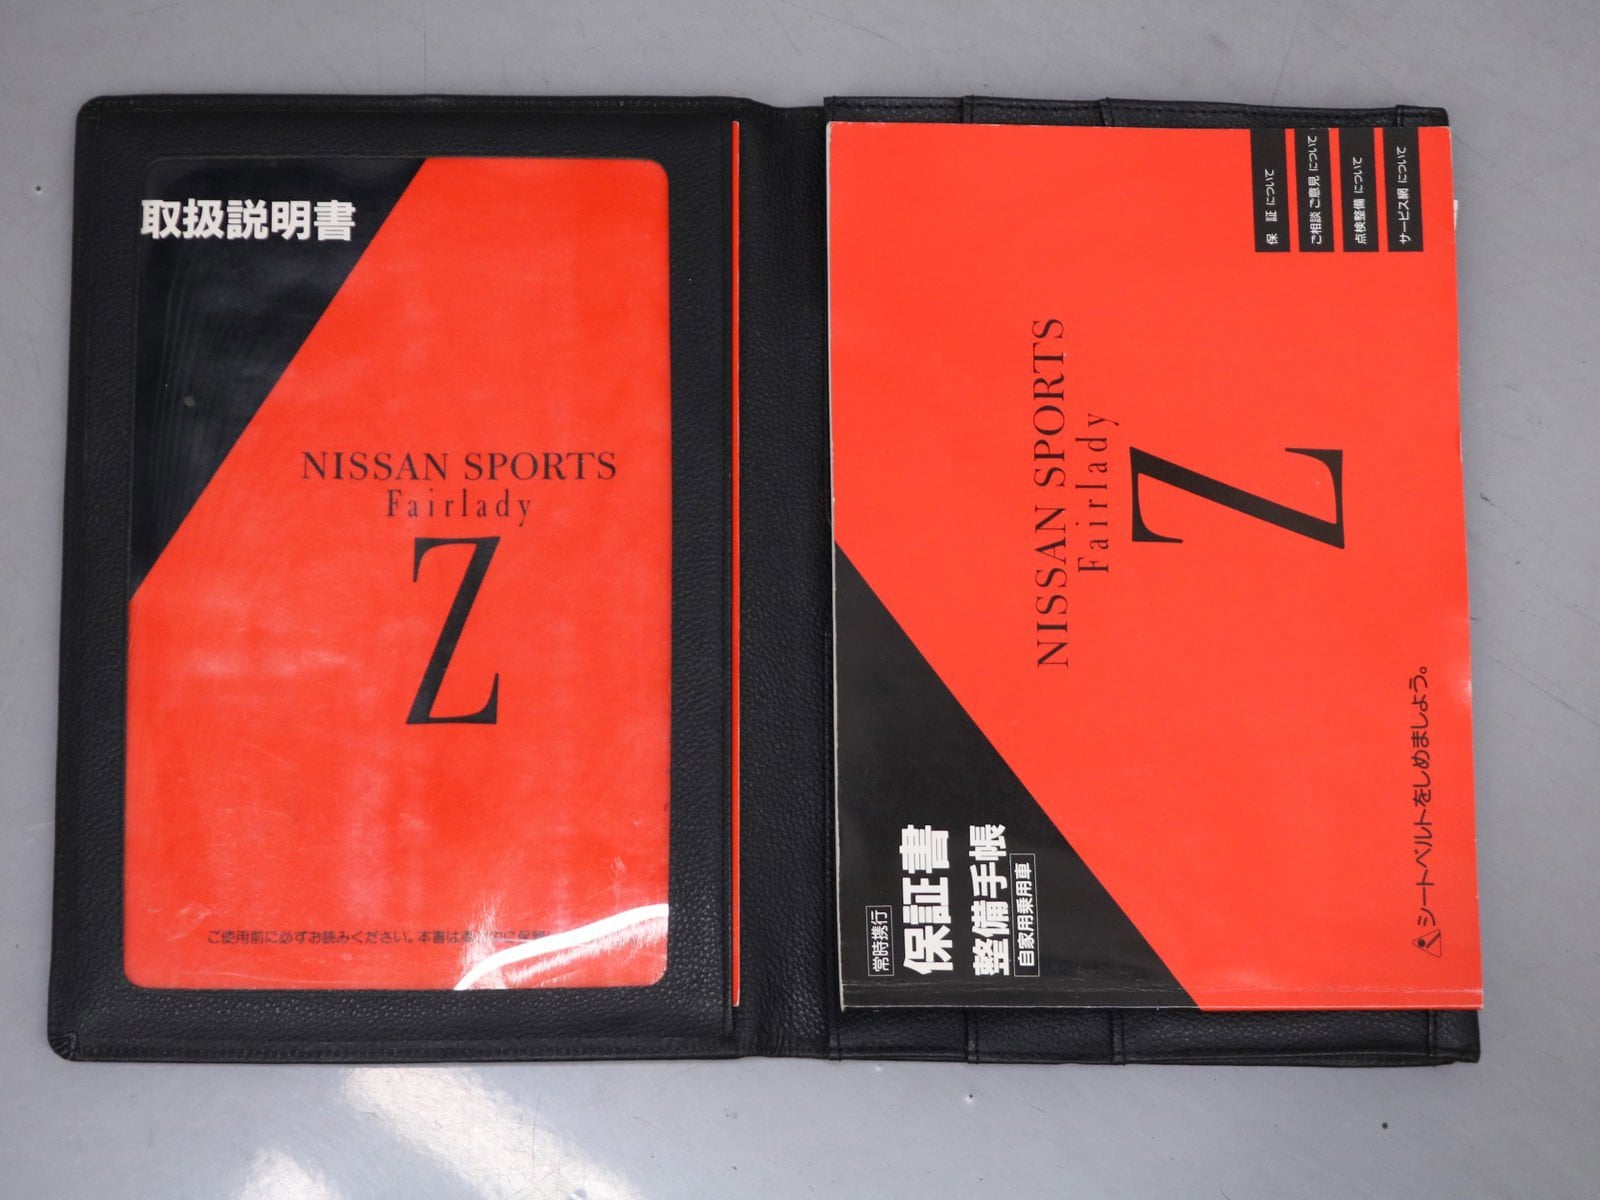 取扱説明書
NISSAN SPORTS
Fairlady
Z
ご使用前に必ずお読みください。本書は
常時携行
保証書
整備手帳
自家用乗用車
NISSAN SPORTS
Fairlady
Z
保 証 について
ご相談 ご意見 について
点検整備 について
サービス網 について
シートベルトをしめましょう。